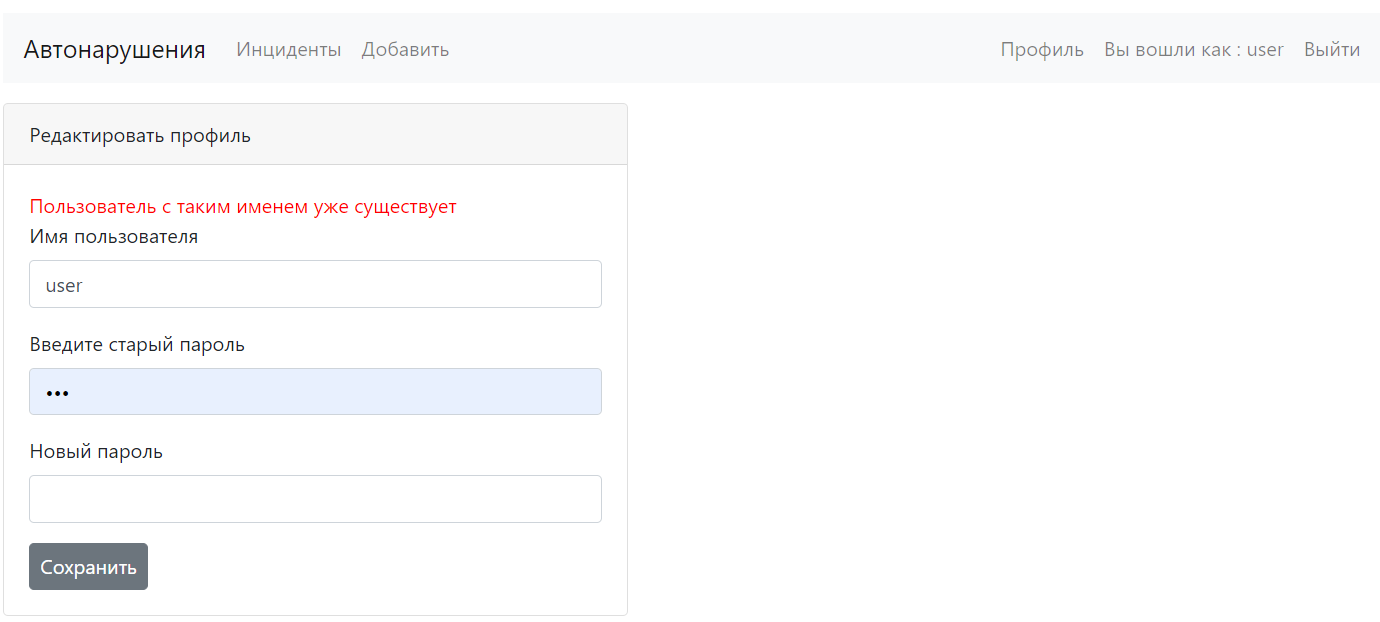 Автонарушения Инциденты Добавить Профиль Вы вошли как : user Выйти
Редактировать профиль
Пользователь с таким именем уже существует
Имя пользователя
user
Введите старый пароль
•••
Новый пароль
Сохранить